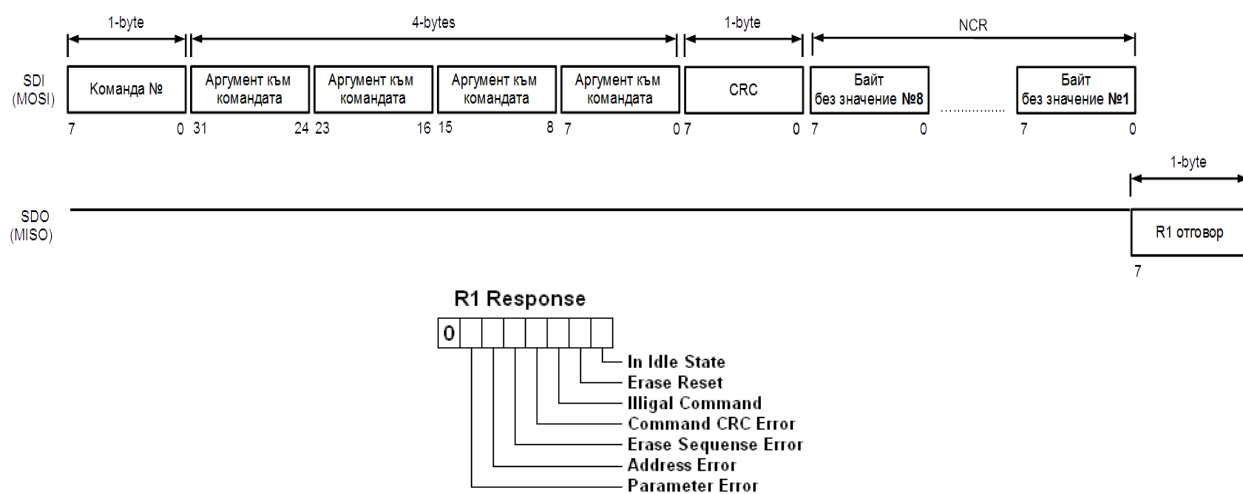 1-byte 4-bytes 1-byte NCR
SDI
(MOSI)
Команда №
Аргумент към
командата
Аргумент към
командата
Аргумент към
командата
Аргумент към
командата
CRC
Байт
без значение №8
....................
Байт
без значение №1
7 0 31 24 23 16 15 8 7 0 7 0 7 0 7 0
1-byte
SDO
(MISO)
R1 отговор
7
R1 Response
0
In Idle State
Erase Reset
Illigal Command
Command CRC Error
Erase Sequense Error
Address Error
Parameter Error